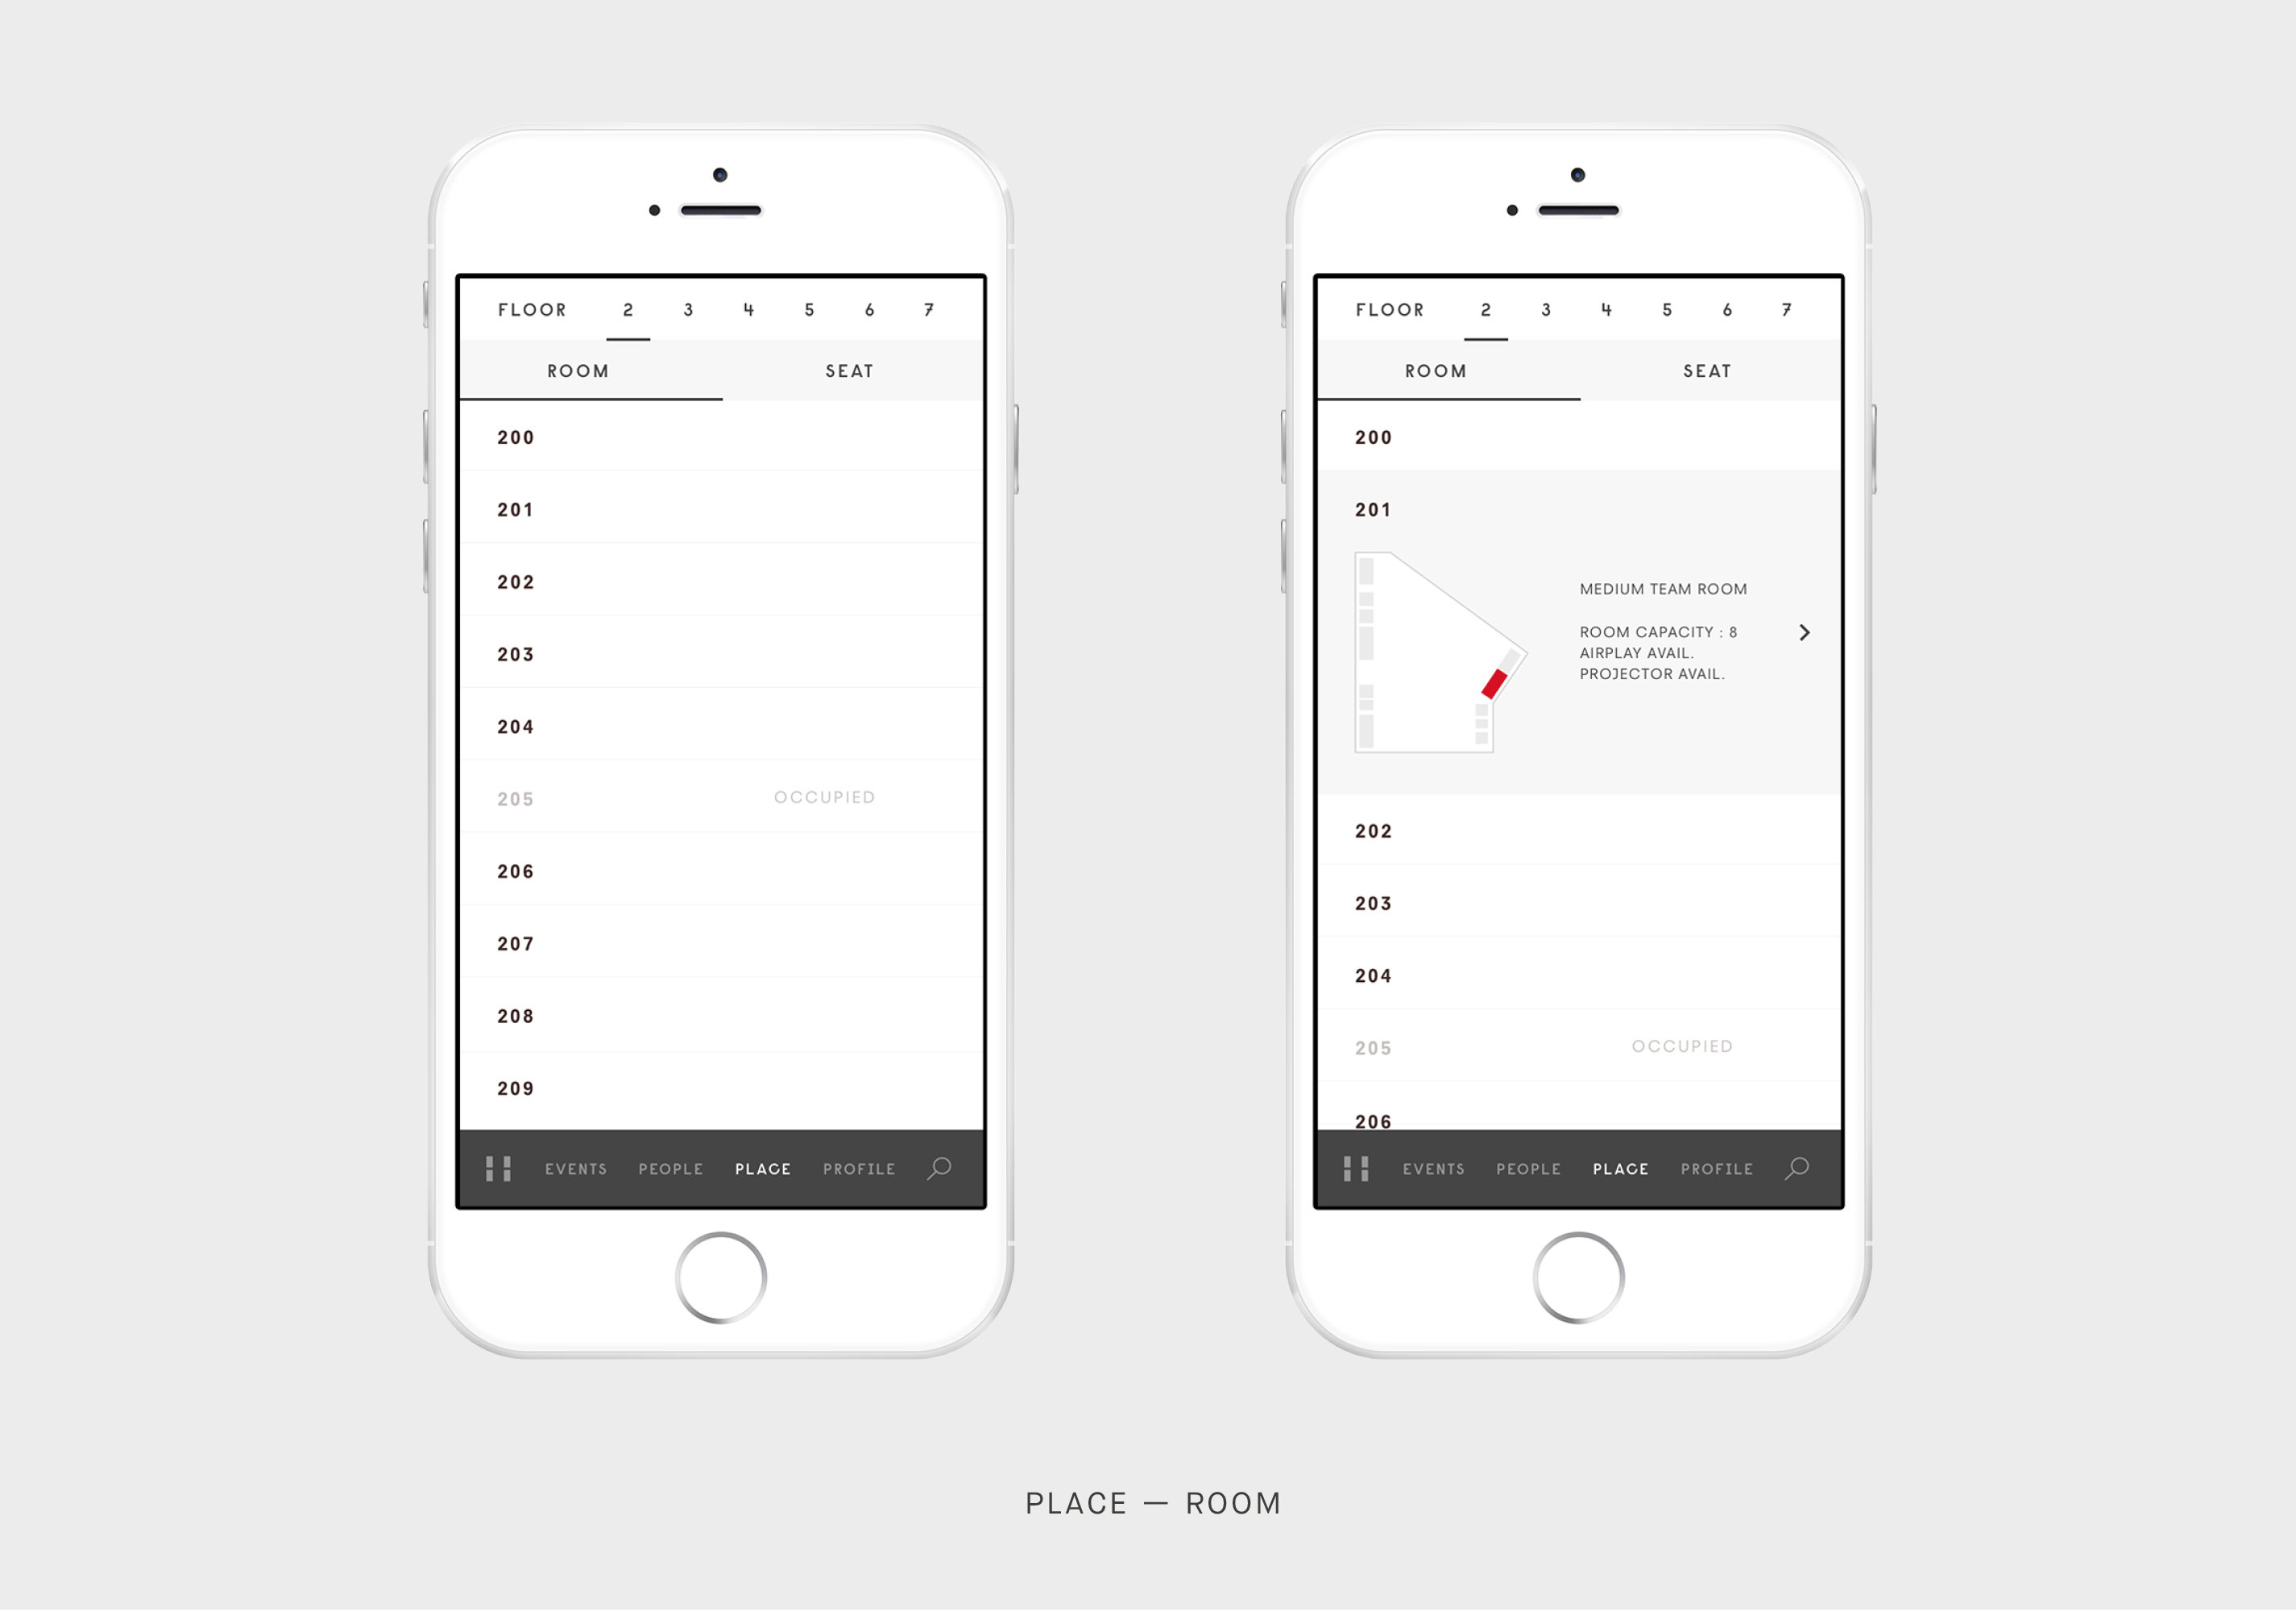 FLOOR 2 3 4 5 6 7
ROOM SEAT
200
201
202
203
204
205 OCCUPIED
206
207
208
209
EVENTS PEOPLE PLACE PROFILE
FLOOR 2 3 4 5 6 7
ROOM SEAT
200
201
MEDIUM TEAM ROOM
ROOM CAPACITY : 8
AIRPLAY AVAIL.
PROJECTOR AVAIL.
202
203
204
205 OCCUPIED
206
EVENTS PEOPLE PLACE PROFILE
PLACE — ROOM